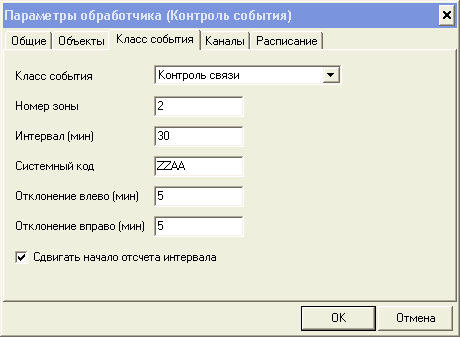 Параметры обработчика (Контроль события)
Общие Объекты Класс события Каналы Расписание
Класс события Контроль связи
Номер зоны 2
Интервал (мин) 30
Системный код ZZAA
Отклонение влево (мин) 5
Отклонение вправо (мин) 5
Сдвигать начало отсчета интервала
OK Отмена